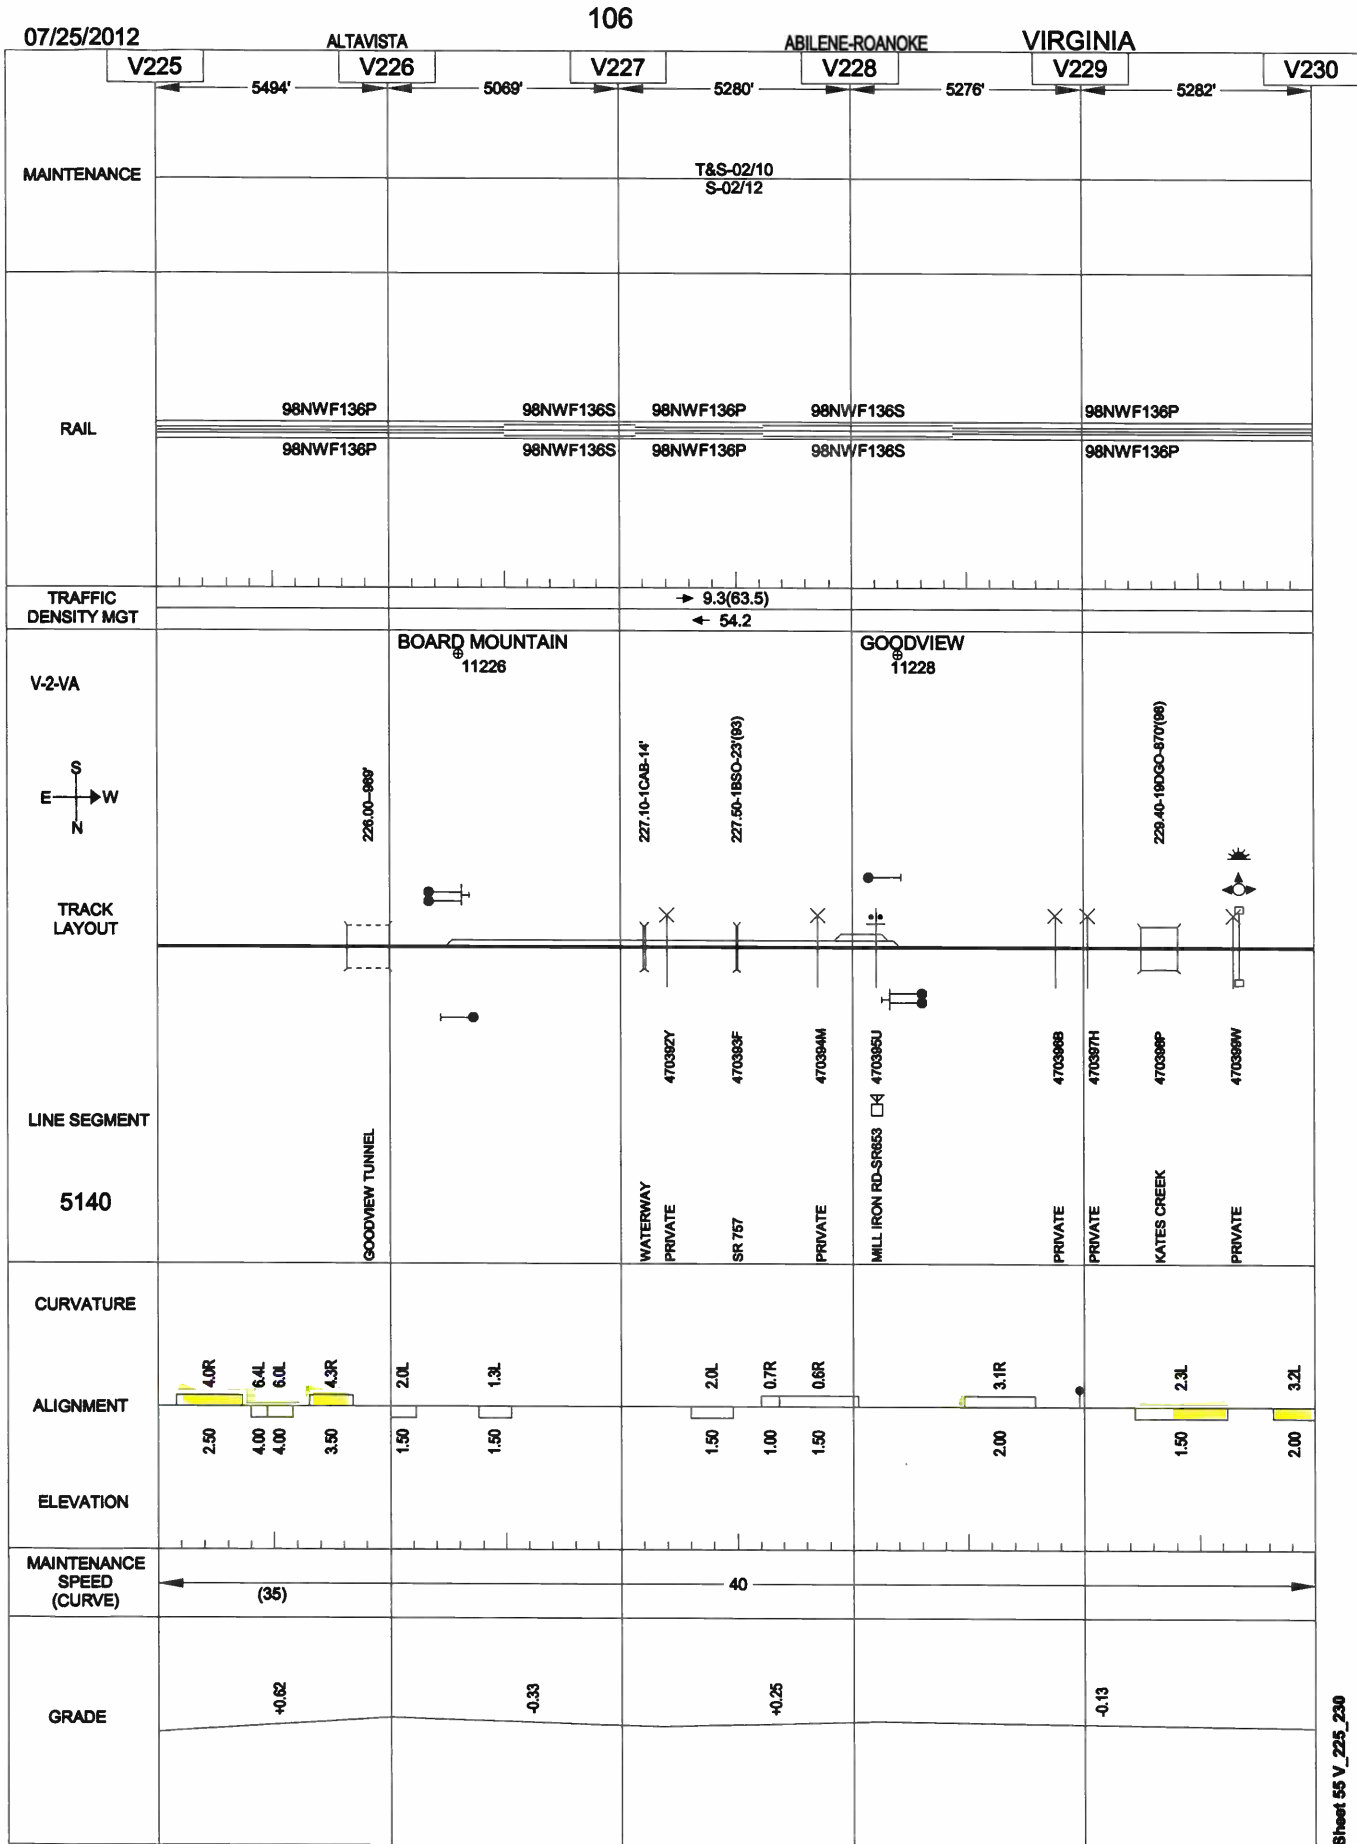 106
07/25/2012 ALTAVISTA ABILENE-ROANOKE VIRGINIA
V225 V226 V227 V228 V229 V230
5494' 5069' 5280' 5276' 5282'
MAINTENANCE
T&S-02/10
S-02/12
98NWF136P 98NWF136S 98NWF136P 98NWF136S 98NWF136P
RAIL
98NWF136P 98NWF136S 98NWF136P 98NWF136S 98NWF136P
TRAFFIC
DENSITY MGT
9.3(63.5)
54.2
BOARD MOUNTAIN GOODVIEW
11226 11228
V-2-VA
S
E W
N
226.00-969'
227.10-1CAB-14'
227.50-1BSO-23'(93)
229.40-19DGO-870'(98)
TRACK
LAYOUT
470392Y
470393F
470394M
470395U
470396B
470397H
470398P
470399W
LINE SEGMENT
5140
GOODVIEW TUNNEL
WATERWAY
PRIVATE
SR 757
PRIVATE
MILL IRON RD-SR653
PRIVATE
PRIVATE
KATES CREEK
PRIVATE
CURVATURE
4.0R 6.4L 6.0L 4.3R 2.0L 1.3L 2.0L 0.7R 0.6R 3.1R 2.3L 3.2L
ALIGNMENT
2.50 4.00 4.00 3.50 1.50 1.50 1.50 1.00 1.50 2.00 1.50 2.00
ELEVATION
MAINTENANCE
SPEED
(CURVE)
(35) 40
GRADE
+0.62 -0.33 +0.25 -0.13
Sheet 55 V_225_230